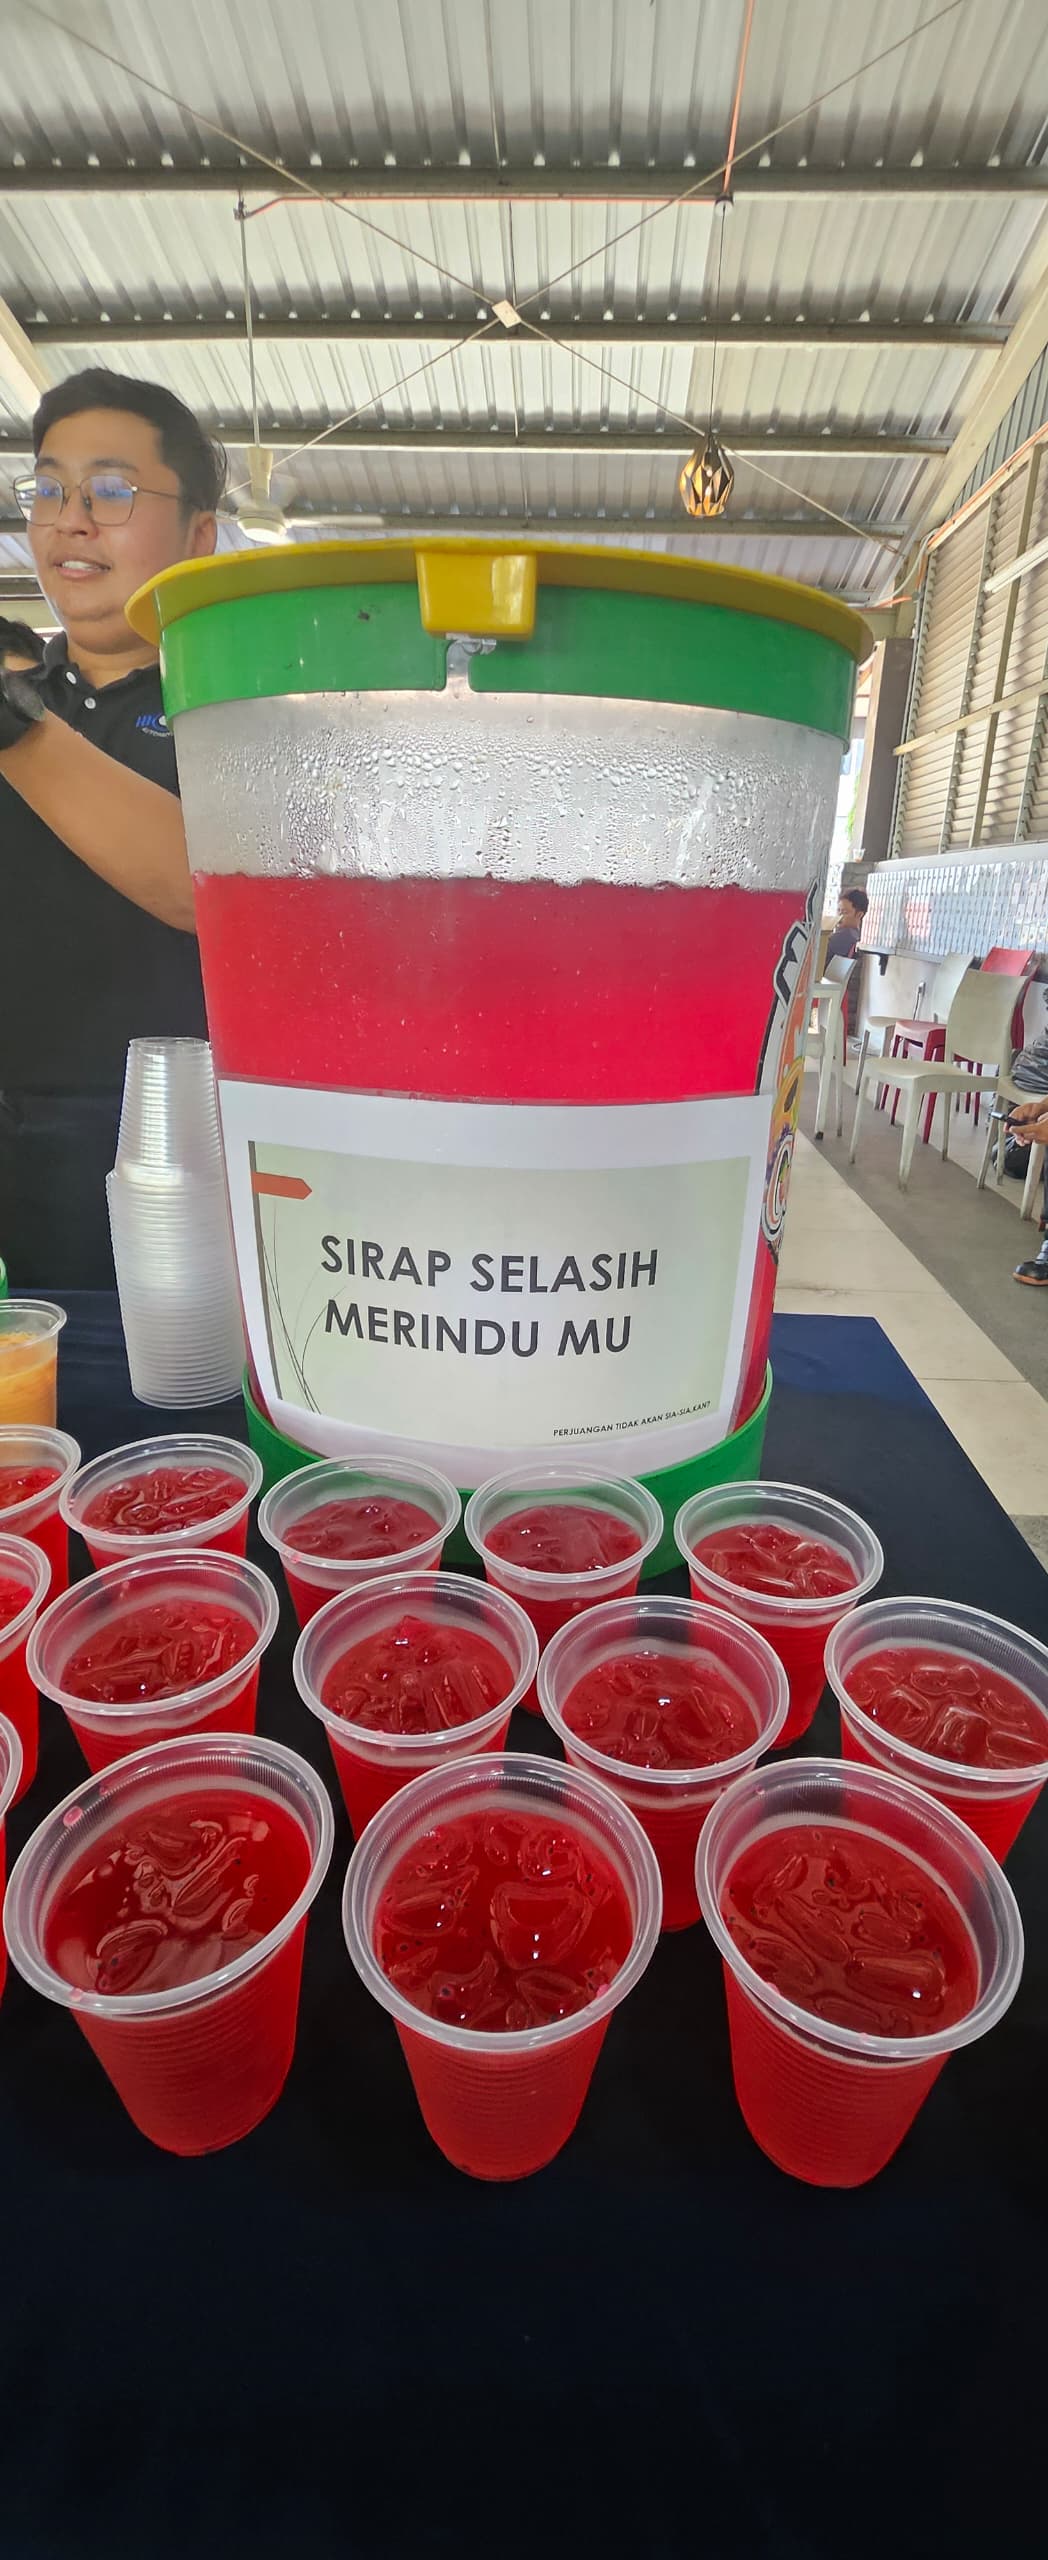 SIRAP SELASIH
MERINDU MU
PERJUANGAN TIDAK AKAN SIA-SIA,KAN?